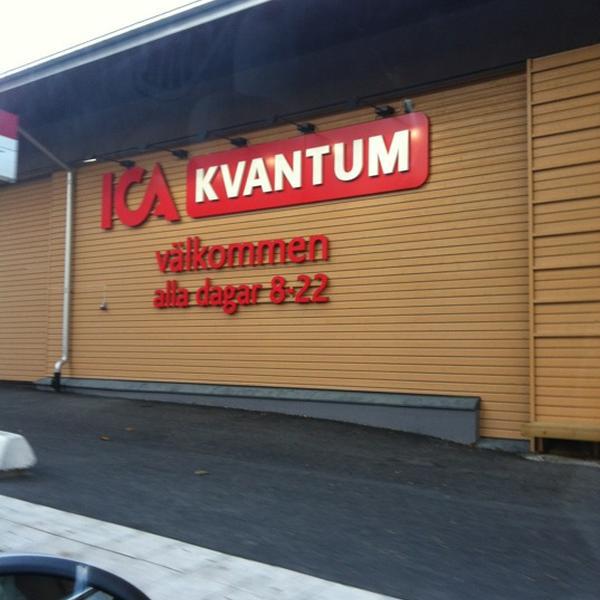 ICA KVANTUM
välkommen
alla dagar 8-22